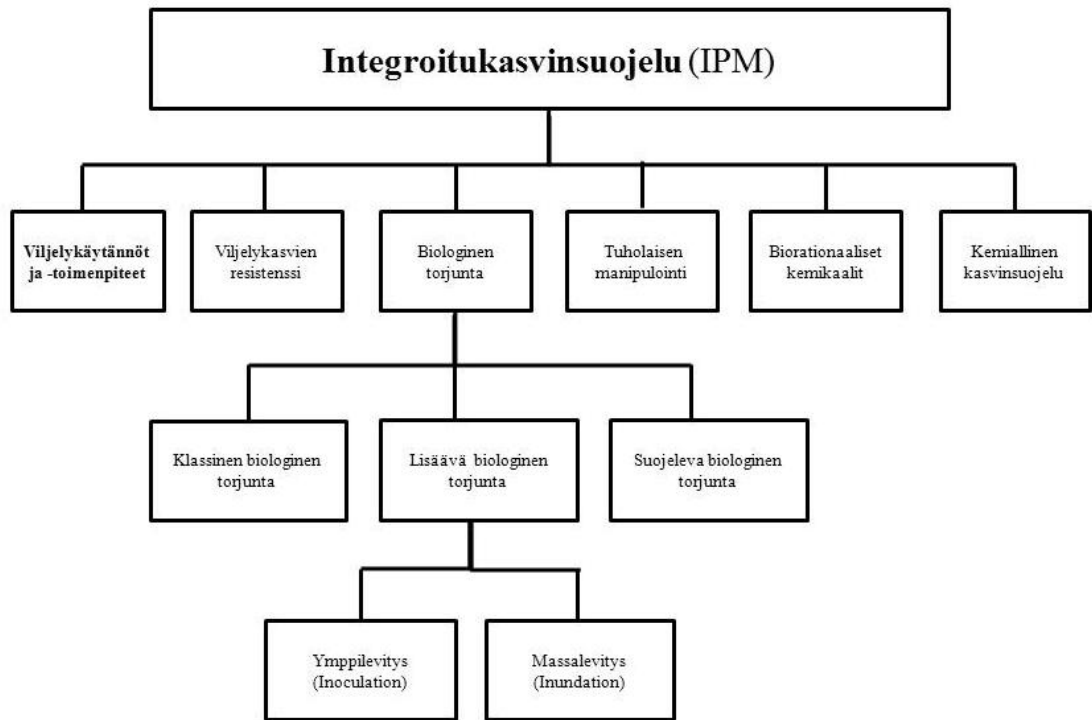 Integroitukasvinsuojelu (IPM)
Viljelykäytännöt
ja -toimenpiteet
Viljelykasvien
resistenssi
Biologinen
torjunta
Tuholaisen
manipulointi
Biorationaaliset
kemikaalit
Kemiallinen
kasvinsuojelu
Klassinen biologinen
torjunta
Lisäävä biologinen
torjunta
Suojeleva biologinen
torjunta
Ymppilevitys
(Inoculation)
Massalevitys
(Inundation)